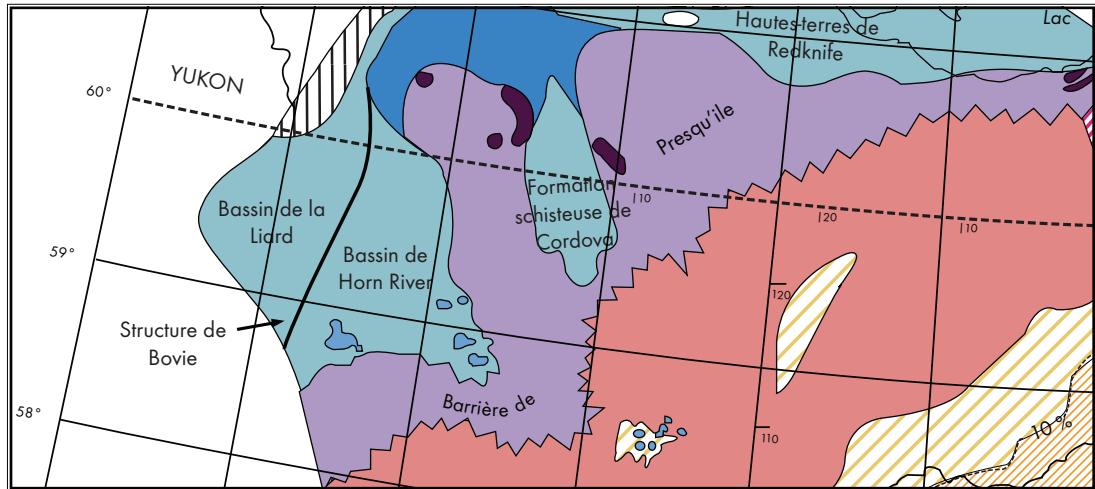 Hautes-terres de
Redknife
Lac
YUKON
60°
Presqu'ile
Formation
schisteuse de
Cordova
110
120
110
Bassin de la
Liard
Bassin de
Horn River
59°
120
Structure de
Bovie
Barrière de
58°
110
10 %